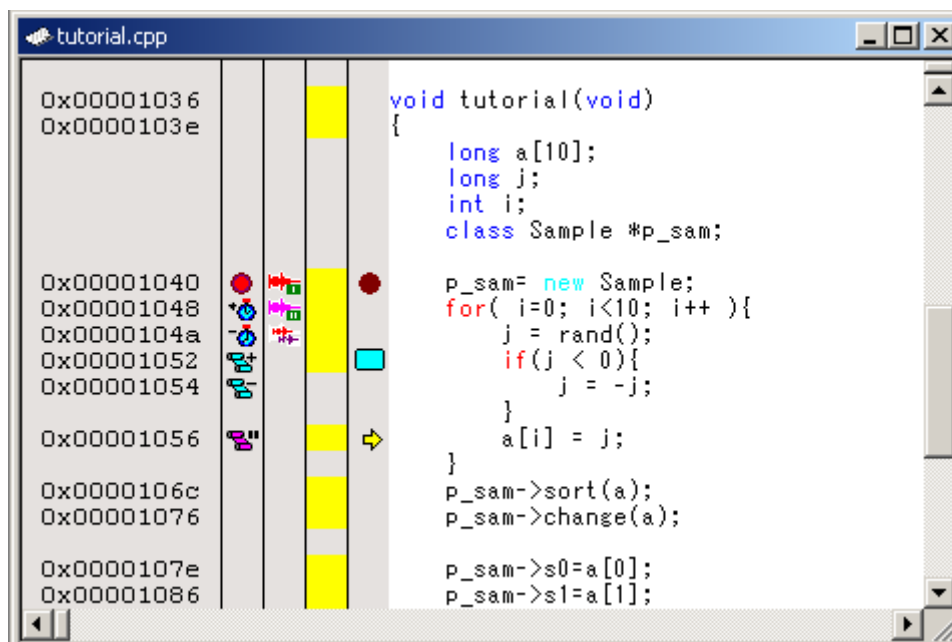 tutorial.cpp
0x00001036 void tutorial(void)
0x0000103e {
long a[10];
long j;
int i;
class Sample *p_sam;
0x00001040 p_sam= new Sample;
0x00001048 for( i=0; i<10; i++ ){
0x0000104a j = rand();
0x00001052 if(j < 0){
0x00001054 j = -j;
}
0x00001056 a[i] = j;
}
0x0000106c p_sam->sort(a);
0x00001076 p_sam->change(a);
0x0000107e p_sam->s0=a[0];
0x00001086 p_sam->s1=a[1];